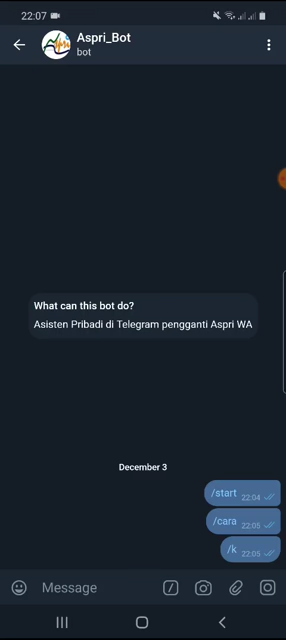 22:07
Aspri_Bot
bot
What can this bot do?
Asisten Pribadi di Telegram pengganti Aspri WA
December 3
/start 22:04
/cara 22:05
/k 22:05
Message